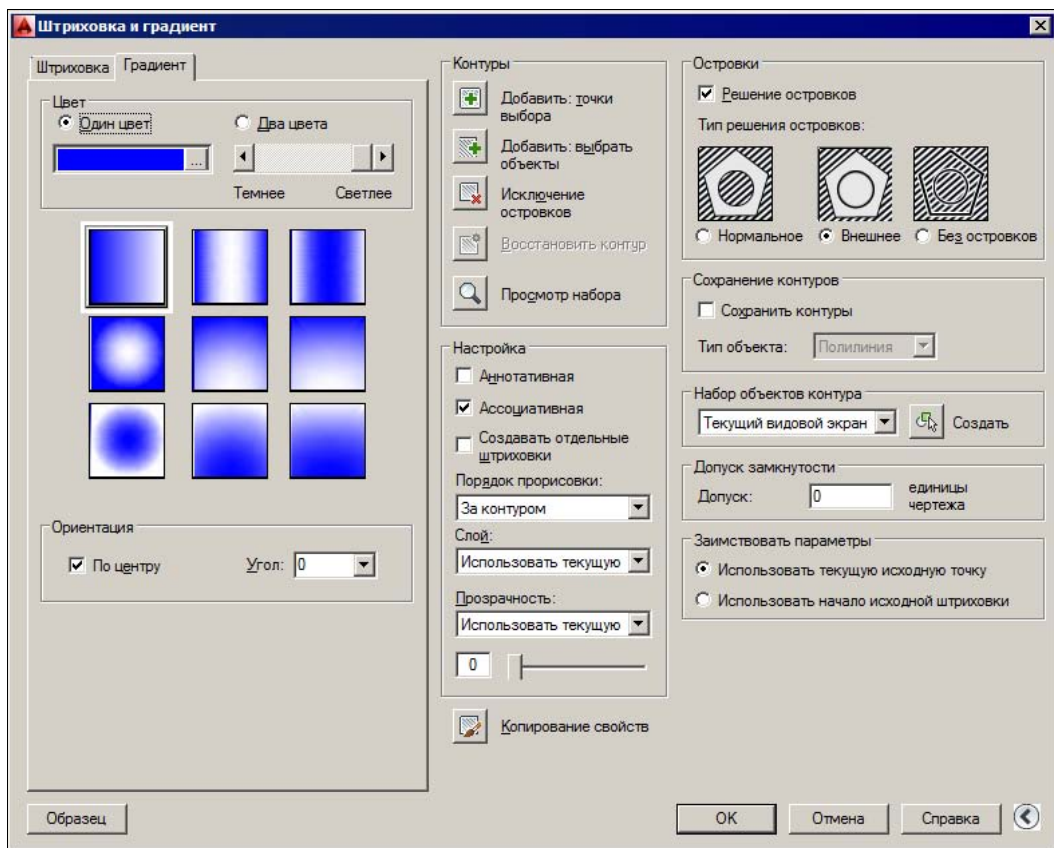 Штриховка и градиент
Штриховка
Градиент
Цвет
Один цвет
Два цвета
...
Темнее
Светлее
Ориентация
По центру
Угол:
0
Контуры
Добавить: точки
выбора
Добавить: выбрать
объекты
Исключение
островков
Восстановить контур
Просмотр набора
Настройка
Аннотативная
Ассоциативная
Создавать отдельные
штриховки
Порядок прорисовки:
За контуром
Слой:
Использовать текущую
Прозрачность:
Использовать текущую
0
Копирование свойств
Островки
Решение островков
Тип решения островков:
Нормальное
Внешнее
Без островков
Сохранение контуров
Сохранить контуры
Тип объекта:
Полилиния
Набор объектов контура
Текущий видовой экран
Создать
Допуск замкнутости
Допуск:
0
единицы
чертежа
Заимствовать параметры
Использовать текущую исходную точку
Использовать начало исходной штриховки
Образец
OK
Отмена
Справка